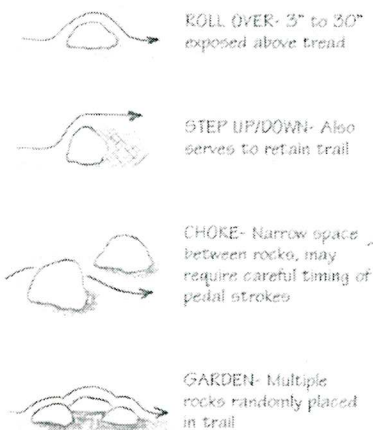 ROLL OVER- 3" to 30"
exposed above tread
STEP UP/DOWN- Also
serves to retain trail
CHOKE- Narrow space
between rocks, may
require careful timing of
pedal strokes
GARDEN- Multiple
rocks randomly placed
in trail